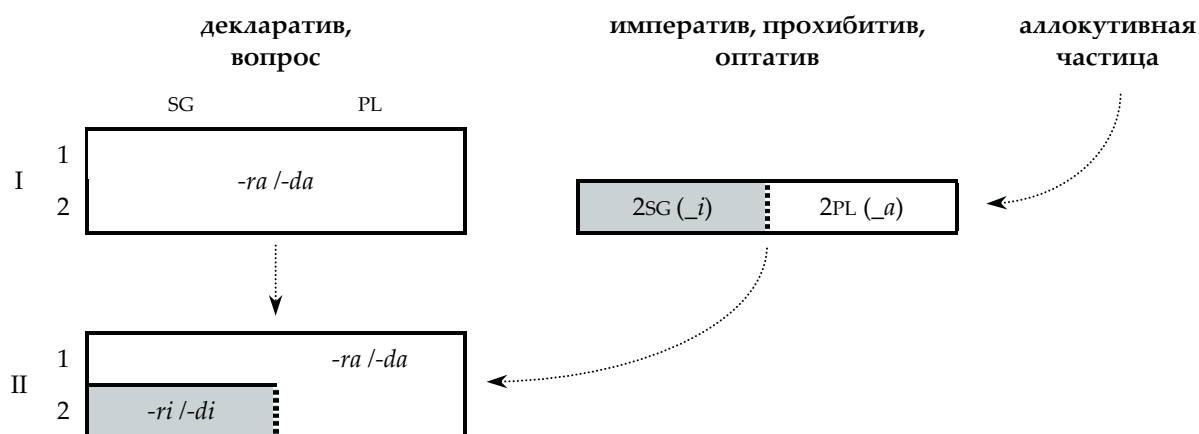 декларатив,
вопрос
император, прохибитив,
оптатив
аллокутивная
частица
SG PL
I
1
2
-ra /-da
2SG (_i) 2PL (_a)
II
1
2
-ra /-da
-ri /-di